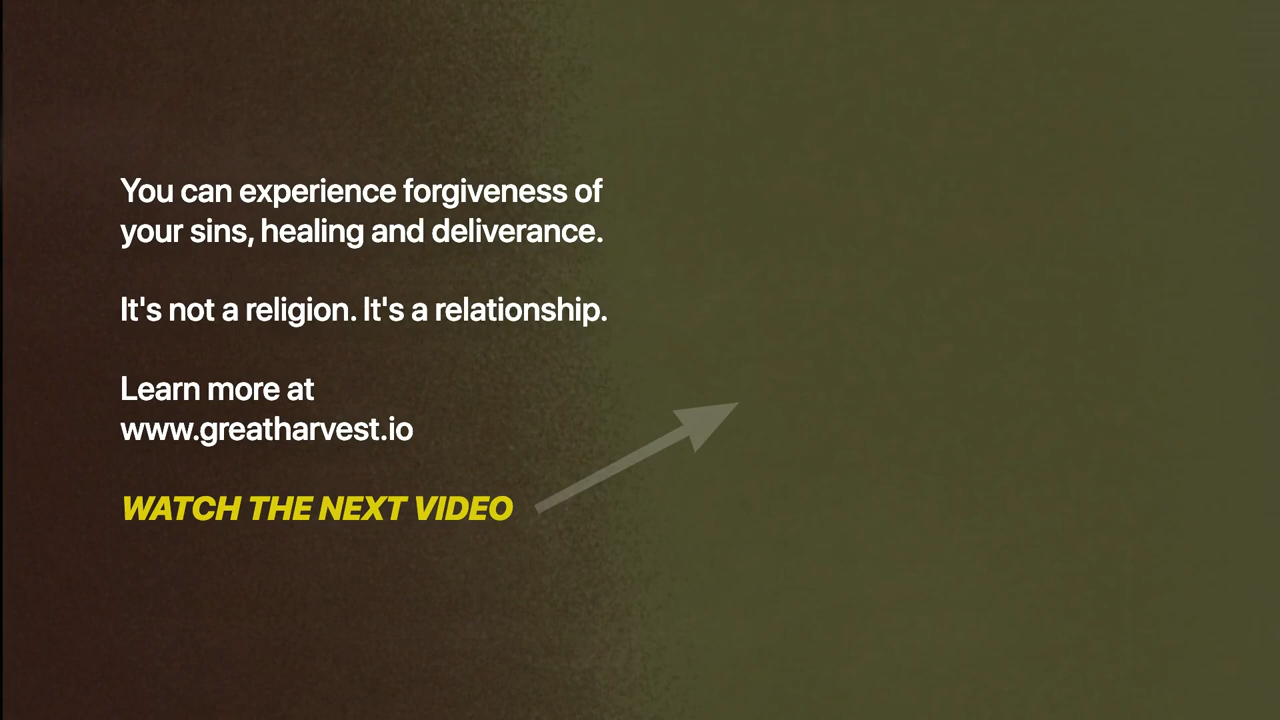 You can experience forgiveness of
your sins, healing and deliverance.
It's not a religion. It's a relationship.
Learn more at
www.greatharvest.io
WATCH THE NEXT VIDEO